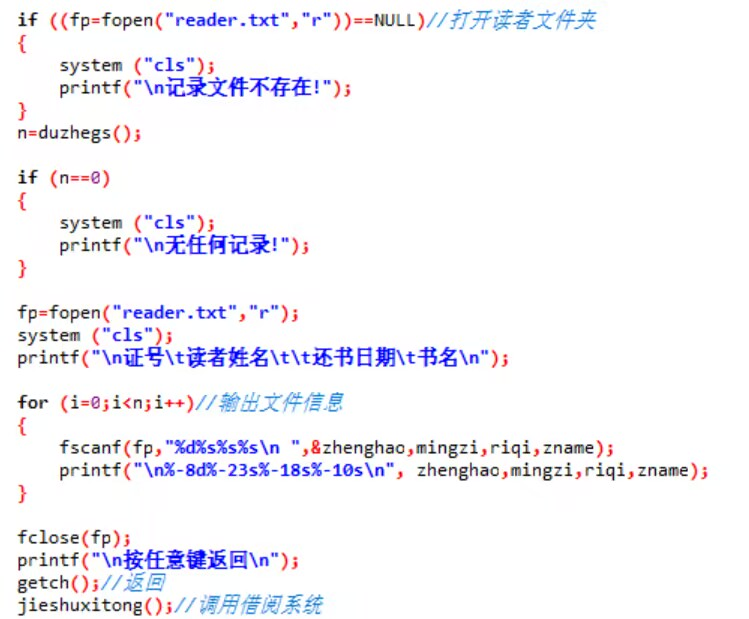 if ((fp=fopen("reader.txt","r"))==NULL)//打开读者文件夹
{
    system ("cls");
    printf("\n记录文件不存在!");
}
n=duzhegs();

if (n==0)
{
    system ("cls");
    printf("\n无任何记录!");
}

fp=fopen("reader.txt","r");
system ("cls");
printf("\n证号\t读者姓名\t\t还书日期\t书名\n");

for (i=0;i<n;i++)//输出文件信息
{
    fscanf(fp,"%d%s%s%s\n ",&zhenghao,mingzi,riqi,zname);
    printf("\n%-8d%-23s%-18s%-10s\n", zhenghao,mingzi,riqi,zname);
}

fclose(fp);
printf("\n按任意键返回\n");
getch();//返回
jieshuxitong();//调用借阅系统